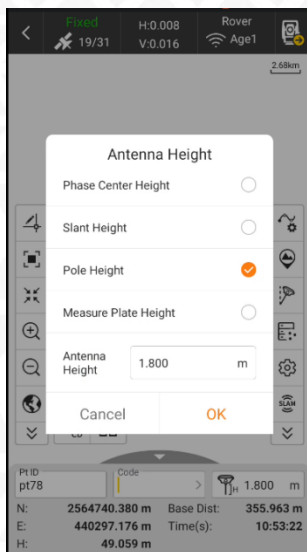 Fixed H:0.008 Rover
19/31 V:0.016 Age1
2.68km
Antenna Height
Phase Center Height
Slant Height
Pole Height
Measure Plate Height
Antenna Height 1.800 m
Cancel OK
SLAM
Pt ID Code
pt78 > H 1.800 m
N: 2564740.380 m Base Dist: 355.963 m
E: 440297.176 m Time(s): 10:53:22
H: 49.059 m